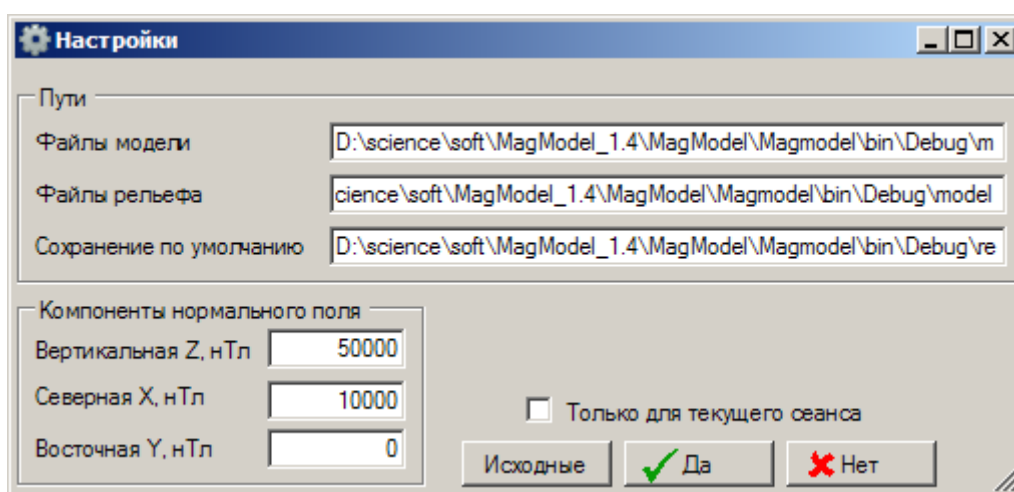 Настройки
Пути
Файлы модели D:\science\soft\MagModel_1.4\MagModel\Magmodel\bin\Debug\m
Файлы рельефа cience\soft\MagModel_1.4\MagModel\Magmodel\bin\Debug\model
Сохранение по умолчанию D:\science\soft\MagModel_1.4\MagModel\Magmodel\bin\Debug\re
Компоненты нормального поля
Вертикальная Z, нТл 50000
Северная X, нТл 10000
Восточная Y, нТл 0
Только для текущего сеанса
Исходные Да Нет